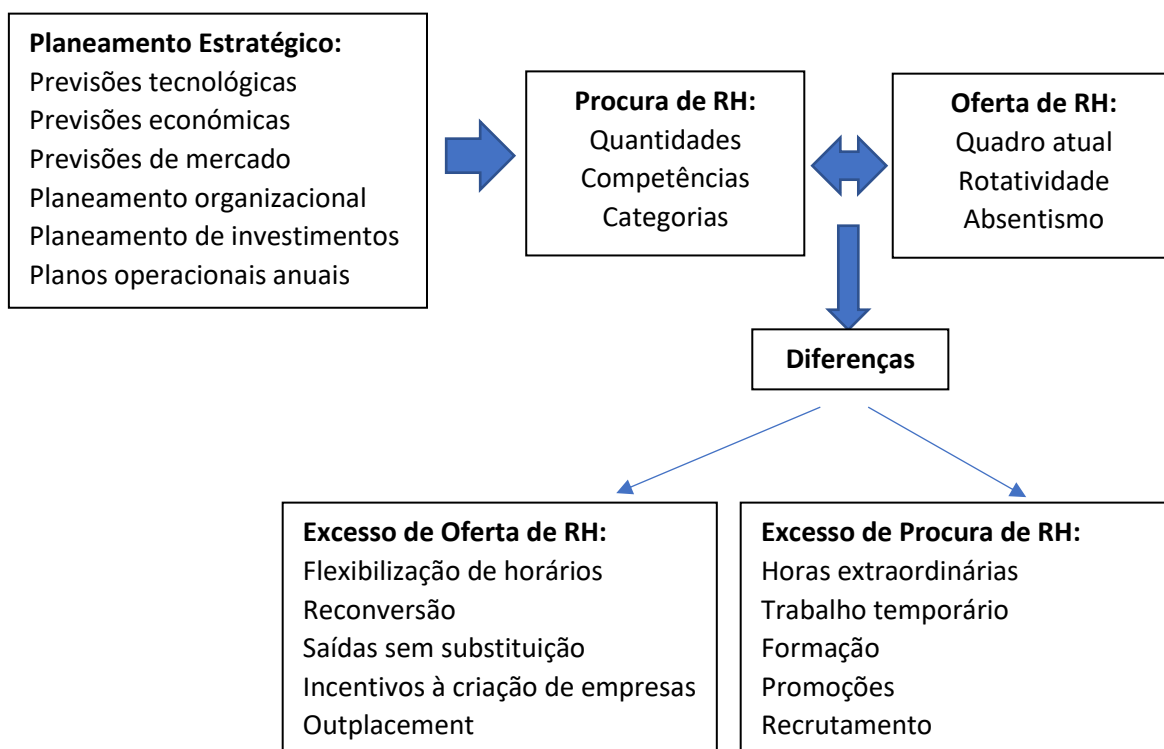 Planeamento Estratégico:
Previsões tecnológicas
Previsões económicas
Previsões de mercado
Planeamento organizacional
Planeamento de investimentos
Planos operacionais anuais
Procura de RH:
Quantidades
Competências
Categorias
Oferta de RH:
Quadro atual
Rotatividade
Absentismo
Diferenças
Excesso de Oferta de RH:
Flexibilização de horários
Reconversão
Saídas sem substituição
Incentivos à criação de empresas
Outplacement
Excesso de Procura de RH:
Horas extraordinárias
Trabalho temporário
Formação
Promoções
Recrutamento